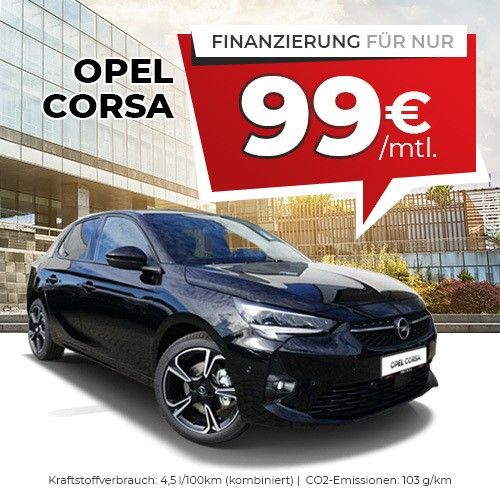 OPEL
CORSA
FINANZIERUNG FÜR NUR
99€
/mtl.
OPEL CORSA
Kraftstoffverbrauch: 4,5 l/100km (kombiniert) | CO2-Emissionen: 103 g/km